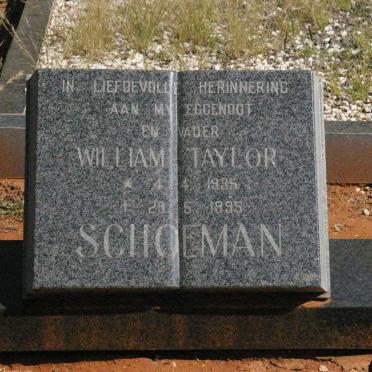 IN LIEFDEVOLLE HERINNERING
AAN MY EGGENOOT
EN VADER
WILLIAM TAYLOR
* 4 4 1935
† 29 5 1995
SCHOEMAN